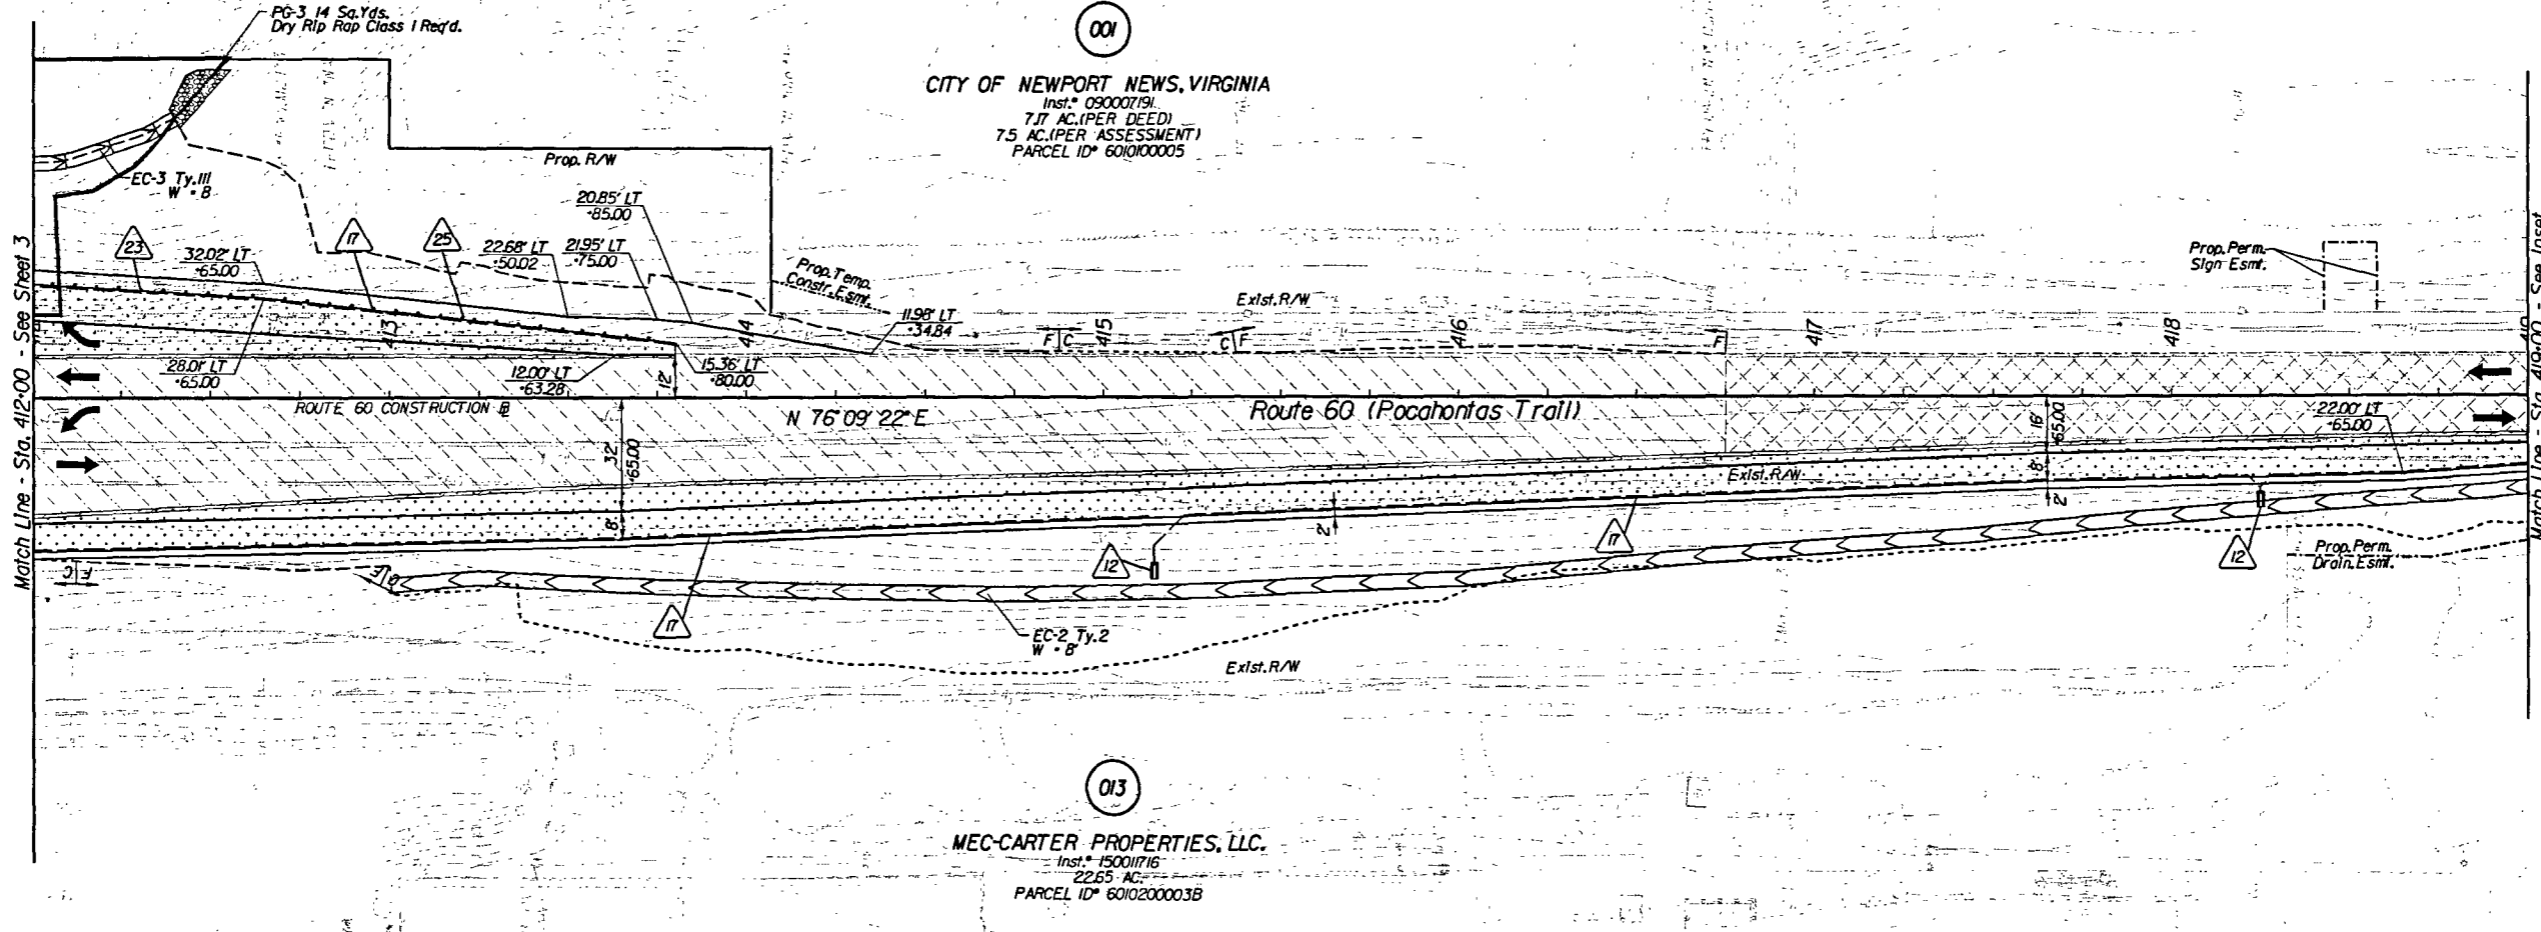 PG-3 14 Sq.Yds.
Dry Rip Rap Class I Req'd.
001
CITY OF NEWPORT NEWS, VIRGINIA
Inst.# 090007191
7.17 AC.(PER DEED)
7.5 AC.(PER ASSESSMENT)
PARCEL ID# 6010100005
Prop. R/W
EC-3 Ty.III
W = 8
20.85' LT
+85.00
23
17
25
32.02' LT
+65.00
22.68' LT
+50.02
21.95' LT
+75.00
Prop.Temp.
Constr.Esmt.
Exist.R/W
Prop.Perm.
Sign Esmt.
11.98' LT
+34.84
413
414
F
C
415
C
F
416
F
417
418
28.01' LT
+65.00
12.00' LT
+63.28
12'
15.36' LT
+80.00
ROUTE 60 CONSTRUCTION BL
N 76°09'22" E
Route 60 (Pocahontas Trail)
16'
+65.00
22.00' LT
+65.00
32'
+65.00
Exist.R/W
8'
8'
2'
2'
17
12
17
12
Prop.Perm.
Drain.Esmt.
C
F
EC-2 Ty.2
W = 8'
Exist.R/W
013
MEC-CARTER PROPERTIES, LLC.
Inst.# 150011716
22.65 AC.
PARCEL ID# 6010200003B
Match Line - Sta. 412+00 - See Sheet 3
Match Line - Sta. 419+00 - See Inset